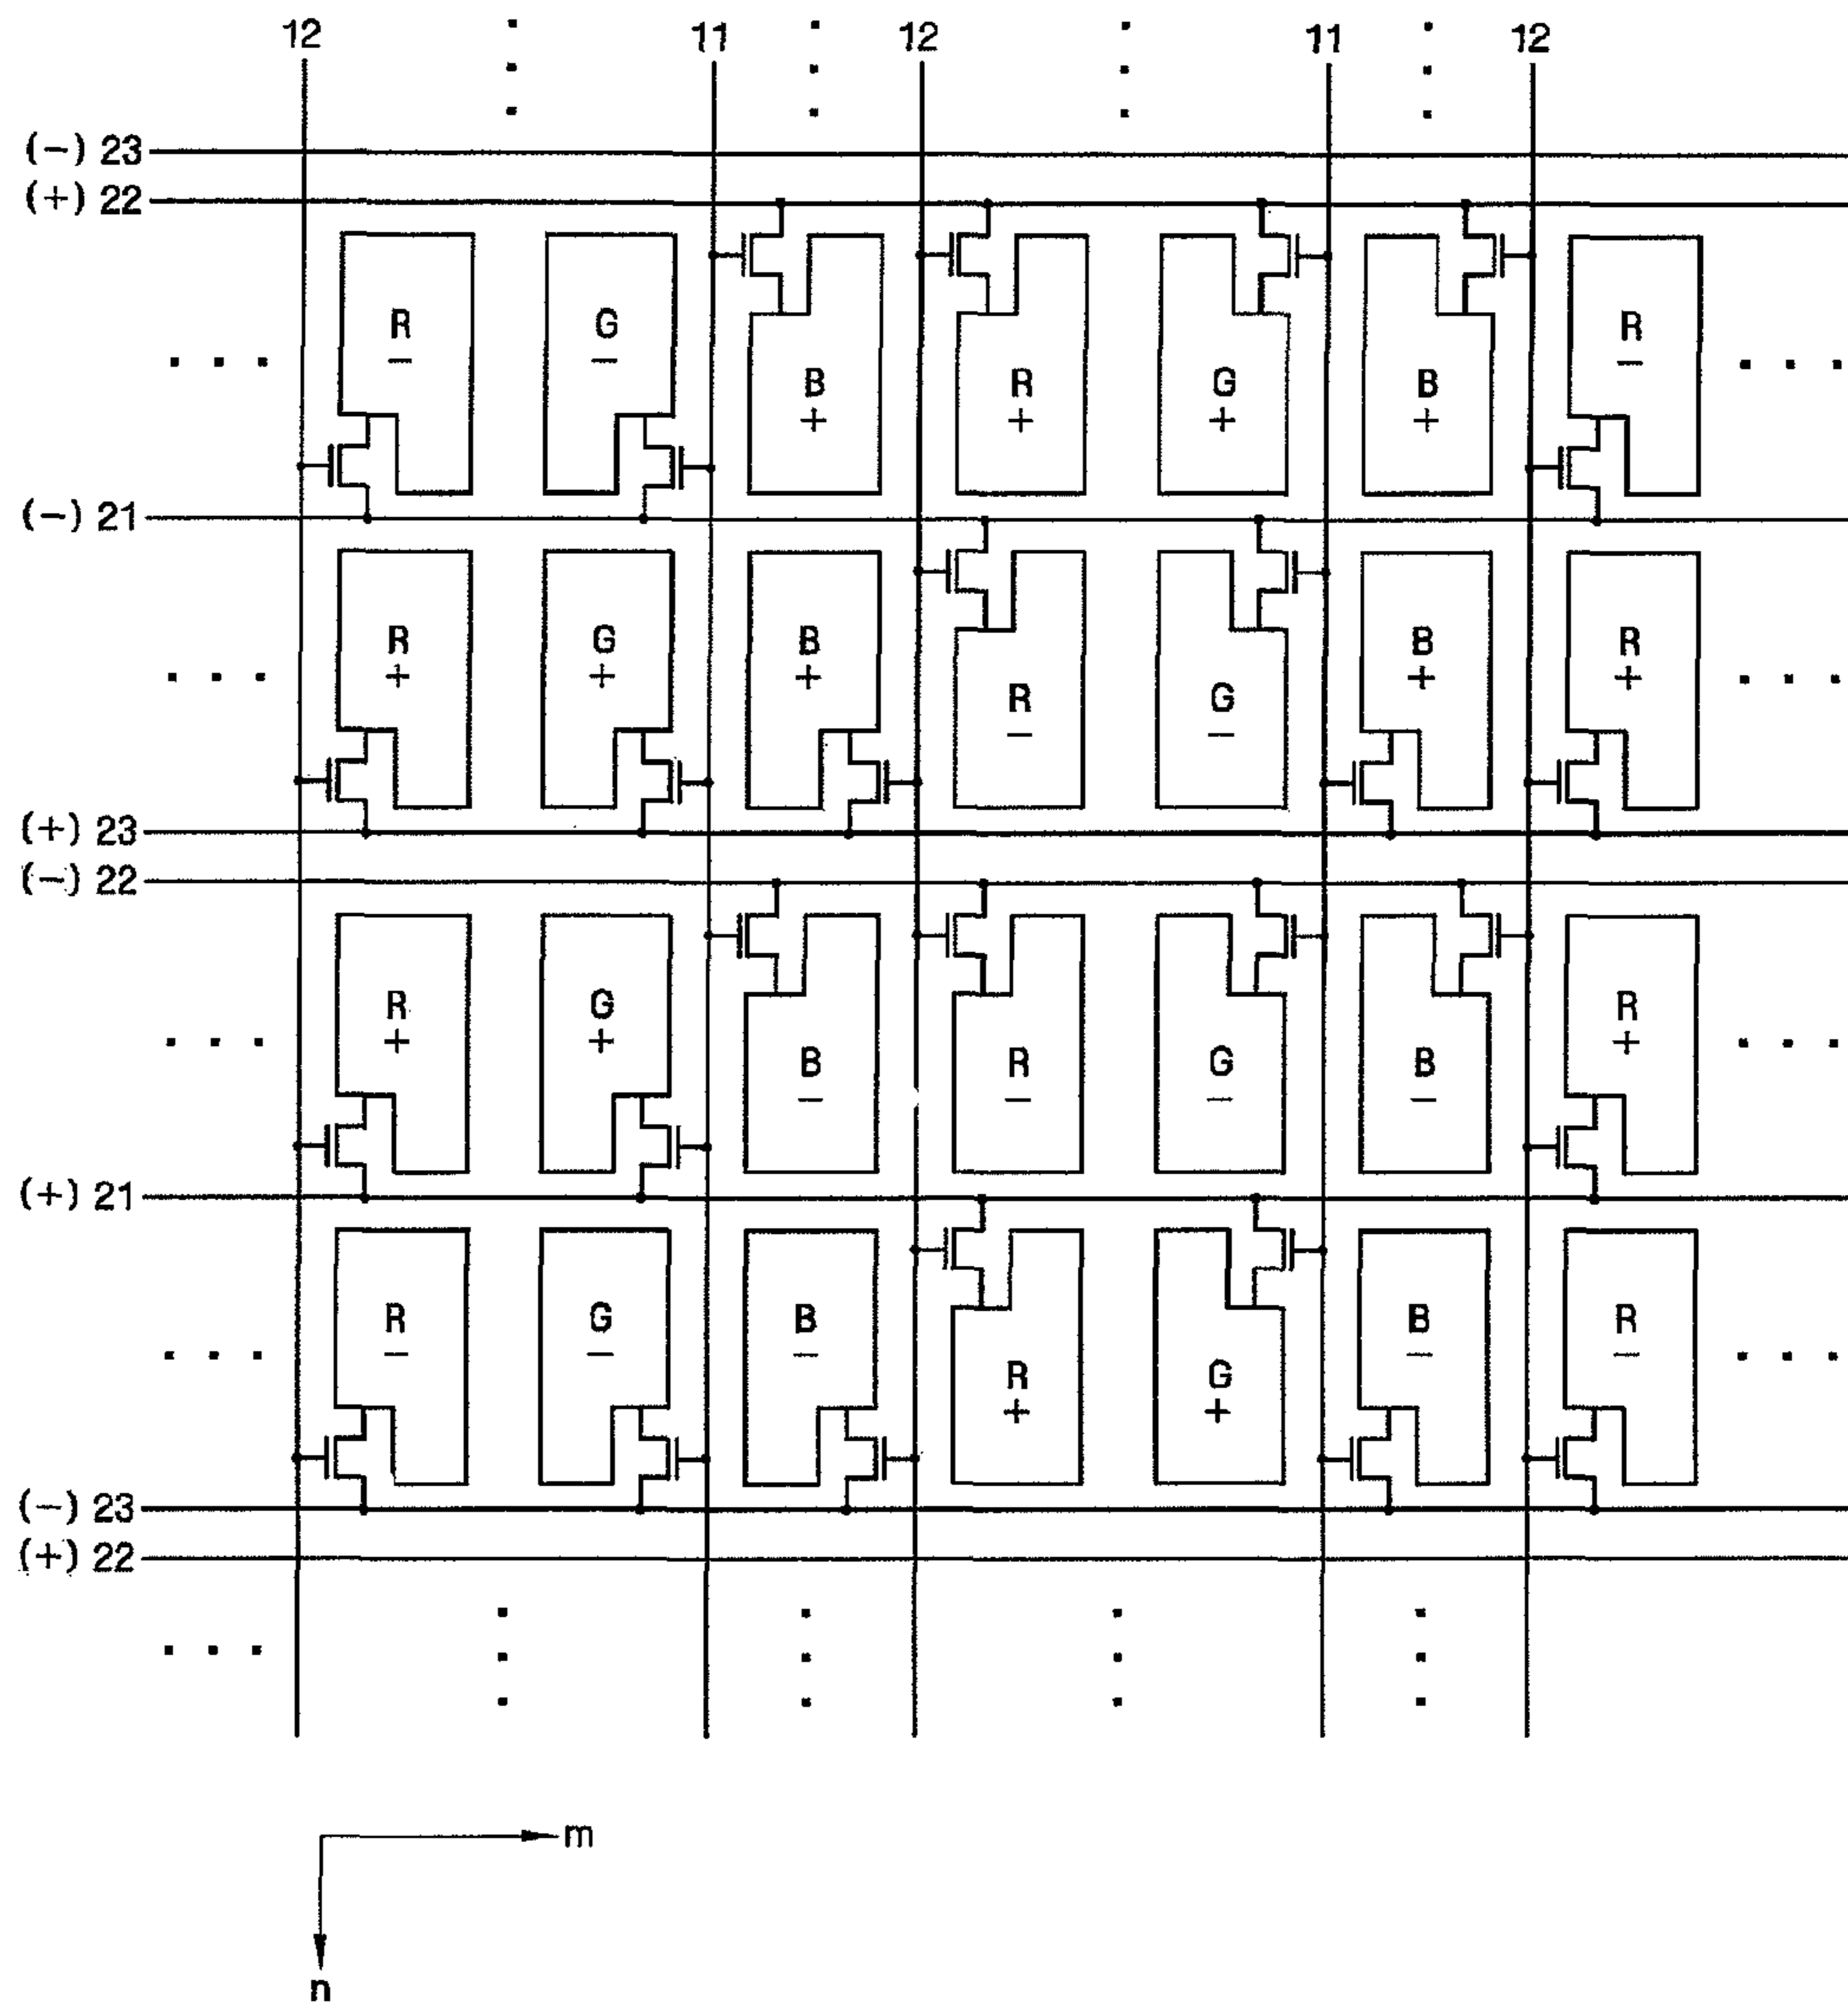 12 11 12 11 12
(-) 23
(+) 22
R - G - B + R + G + B + R -
(-) 21
R + G + B + R - G - B + R +
(+) 23
(-) 22
R + G + B - R - G - B - R +
(+) 21
R - G - B - R + G + B - R -
(-) 23
(+) 22
m
n